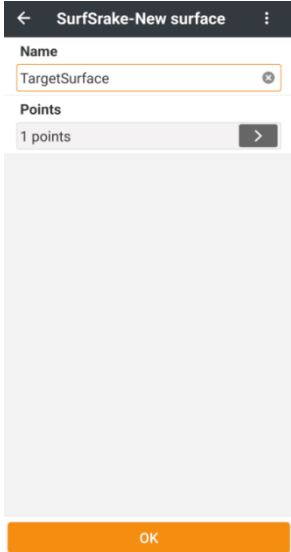 SurfSrake-New surface
Name
TargetSurface
Points
1 points
OK